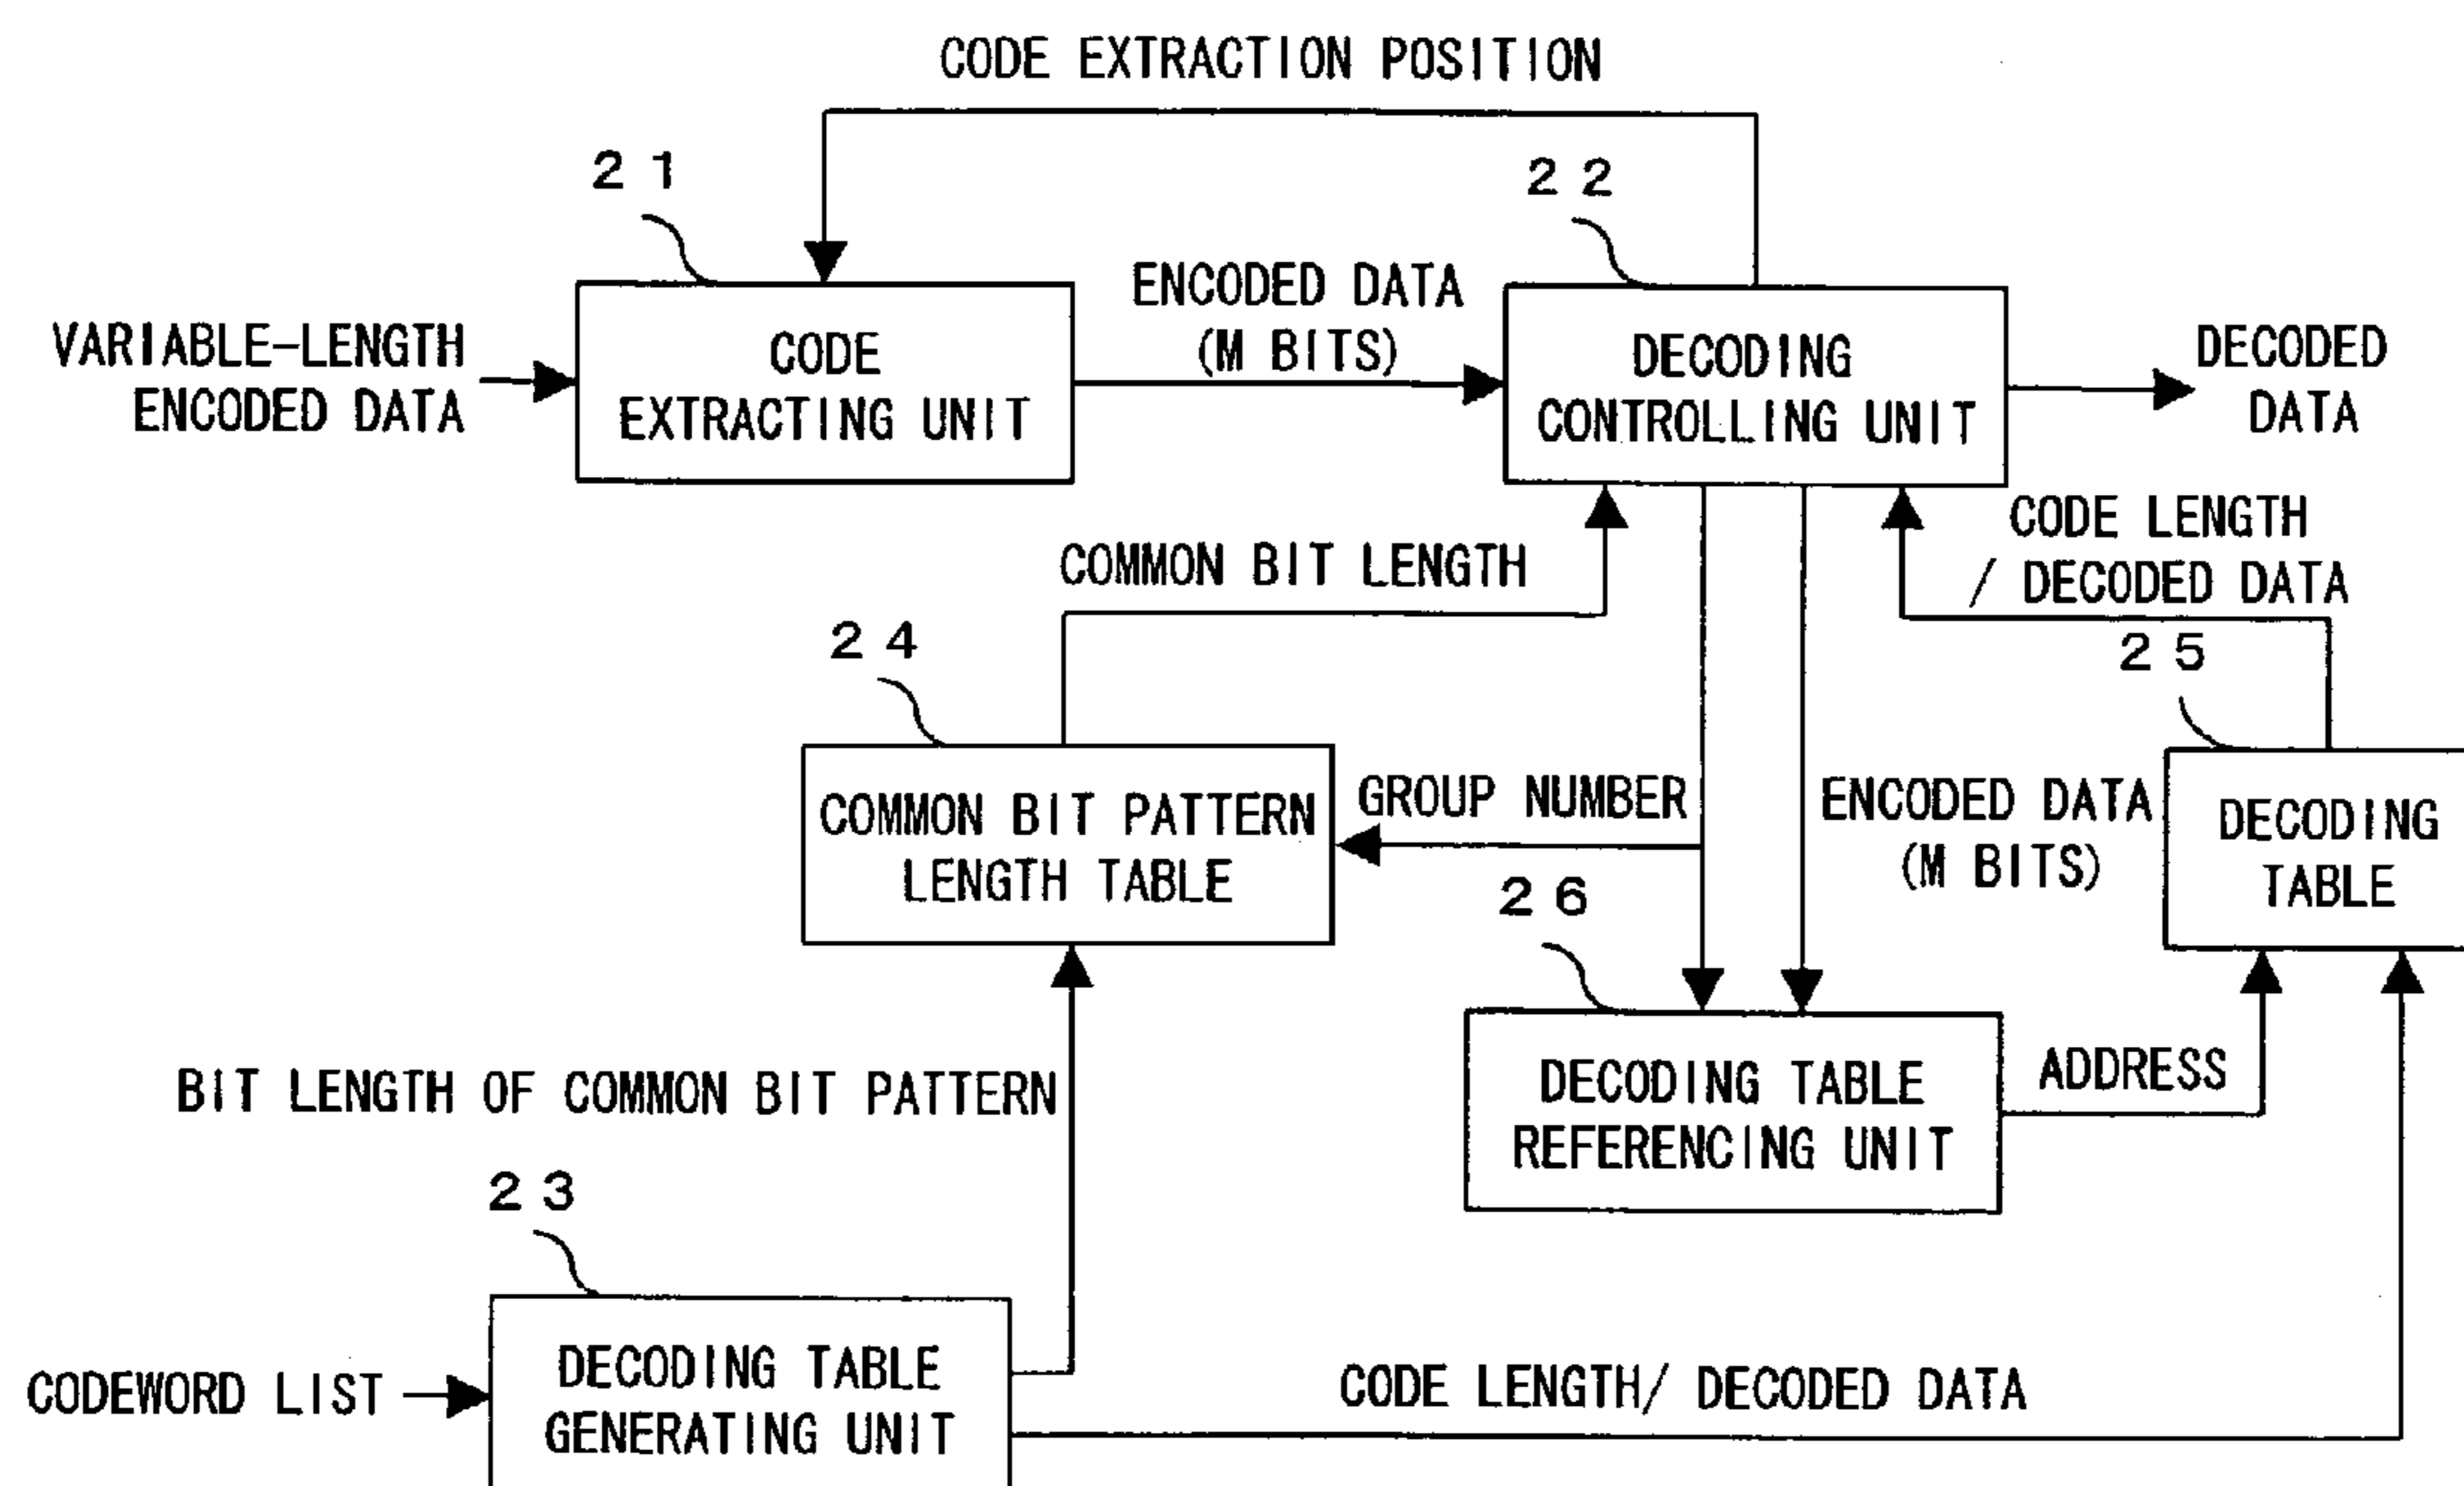 CODE EXTRACTION POSITION
21
22
VARIABLE-LENGTH
ENCODED DATA
CODE
EXTRACTING UNIT
ENCODED DATA
(M BITS)
DECODING
CONTROLLING UNIT
DECODED
DATA
COMMON BIT LENGTH
CODE LENGTH
/ DECODED DATA
24
25
COMMON BIT PATTERN
LENGTH TABLE
GROUP NUMBER
ENCODED DATA
(M BITS)
DECODING
TABLE
26
DECODING TABLE
REFERENCING UNIT
ADDRESS
BIT LENGTH OF COMMON BIT PATTERN
23
CODEWORD LIST
DECODING TABLE
GENERATING UNIT
CODE LENGTH/ DECODED DATA